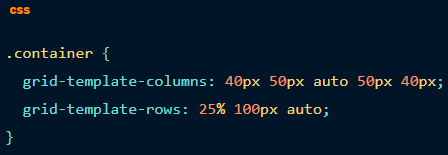 css
.container {
grid-template-columns: 40px 50px auto 50px 40px;
grid-template-rows: 25% 100px auto;
}